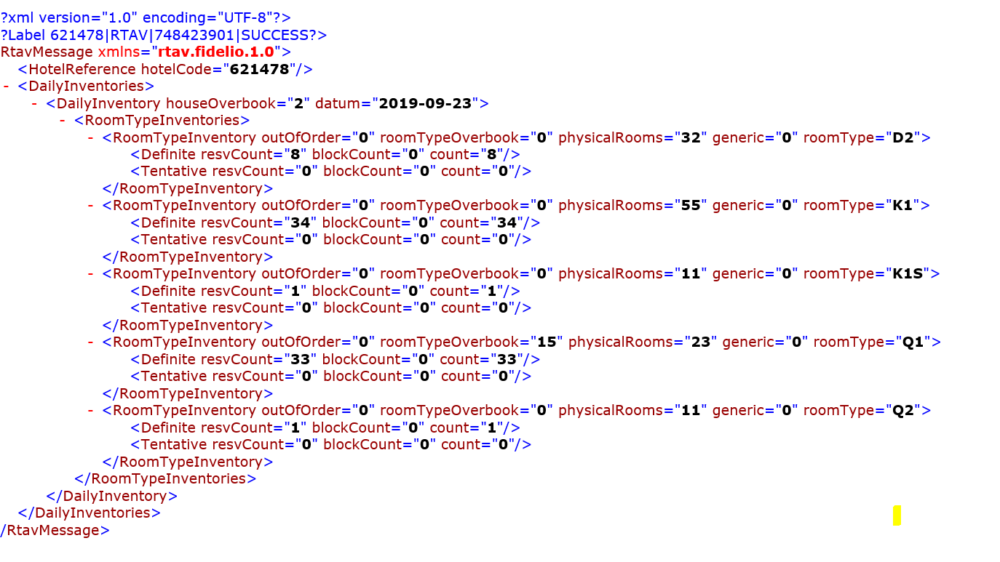 ?xml version="1.0" encoding="UTF-8"?>
?Label 621478|RTAV|748423901|SUCCESS?>
RtavMessage xmlns="rtav.fidelio.1.0">
<HotelReference hotelCode="621478"/>
- <DailyInventories>
- <DailyInventory houseOverbook="2" datum="2019-09-23">
- <RoomTypeInventories>
- <RoomTypeInventory outOfOrder="0" roomTypeOverbook="0" physicalRooms="32" generic="0" roomType="D2">
<Definite resvCount="8" blockCount="0" count="8"/>
<Tentative resvCount="0" blockCount="0" count="0"/>
</RoomTypeInventory>
- <RoomTypeInventory outOfOrder="0" roomTypeOverbook="0" physicalRooms="55" generic="0" roomType="K1">
<Definite resvCount="34" blockCount="0" count="34"/>
<Tentative resvCount="0" blockCount="0" count="0"/>
</RoomTypeInventory>
- <RoomTypeInventory outOfOrder="0" roomTypeOverbook="0" physicalRooms="11" generic="0" roomType="K1S">
<Definite resvCount="1" blockCount="0" count="1"/>
<Tentative resvCount="0" blockCount="0" count="0"/>
</RoomTypeInventory>
- <RoomTypeInventory outOfOrder="0" roomTypeOverbook="15" physicalRooms="23" generic="0" roomType="Q1">
<Definite resvCount="33" blockCount="0" count="33"/>
<Tentative resvCount="0" blockCount="0" count="0"/>
</RoomTypeInventory>
- <RoomTypeInventory outOfOrder="0" roomTypeOverbook="0" physicalRooms="11" generic="0" roomType="Q2">
<Definite resvCount="1" blockCount="0" count="1"/>
<Tentative resvCount="0" blockCount="0" count="0"/>
</RoomTypeInventory>
</RoomTypeInventories>
</DailyInventory>
</DailyInventories>
/RtavMessage>